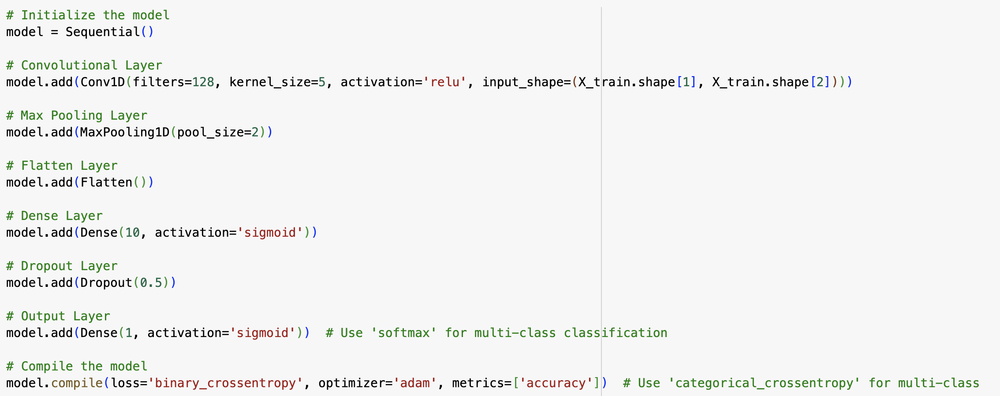 # Initialize the model
model = Sequential()
# Convolutional Layer
model.add(Conv1D(filters=128, kernel_size=5, activation='relu', input_shape=(X_train.shape[1], X_train.shape[2])))
# Max Pooling Layer
model.add(MaxPooling1D(pool_size=2))
# Flatten Layer
model.add(Flatten())
# Dense Layer
model.add(Dense(10, activation='sigmoid'))
# Dropout Layer
model.add(Dropout(0.5))
# Output Layer
model.add(Dense(1, activation='sigmoid'))  # Use 'softmax' for multi-class classification
# Compile the model
model.compile(loss='binary_crossentropy', optimizer='adam', metrics=['accuracy'])  # Use 'categorical_crossentropy' for multi-class